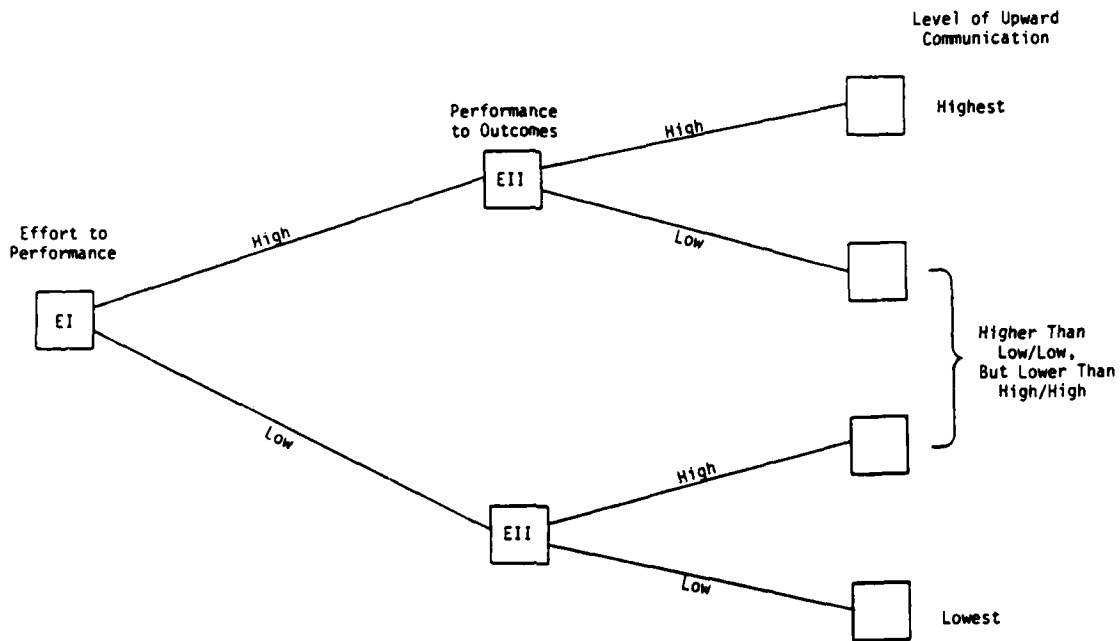 Level of Upward
Communication
Highest
Performance
to Outcomes
High
EII
Low
Effort to
Performance
High
EI
Higher Than
Low/Low,
But Lower Than
High/High
Low
High
EII
Low
Lowest